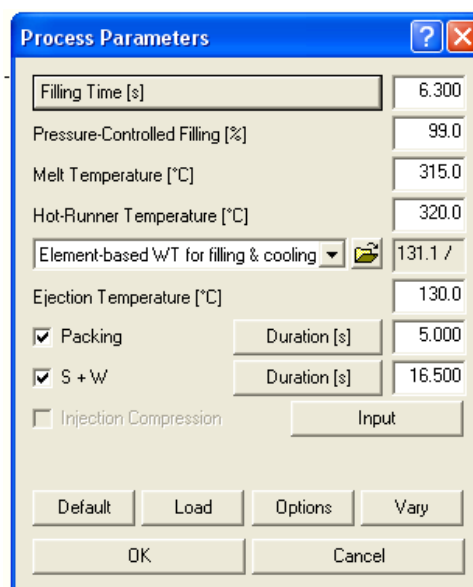 Process Parameters
Filling Time [s] 6.300
Pressure-Controlled Filling [%] 99.0
Melt Temperature [°C] 315.0
Hot-Runner Temperature [°C] 320.0
Element-based WT for filling & cooling 131.1 /
Ejection Temperature [°C] 130.0
Packing Duration [s] 5.000
S + W Duration [s] 16.500
Injection Compression Input
Default Load Options Vary
OK Cancel